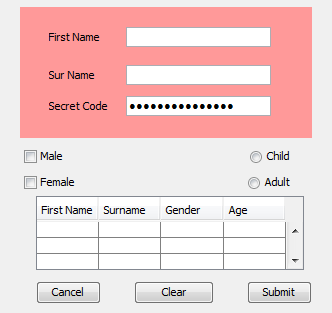 First Name
Sur Name
Secret Code ●●●●●●●●●●●●●●●
Male Child
Female Adult
First Name Surname Gender Age
Cancel Clear Submit